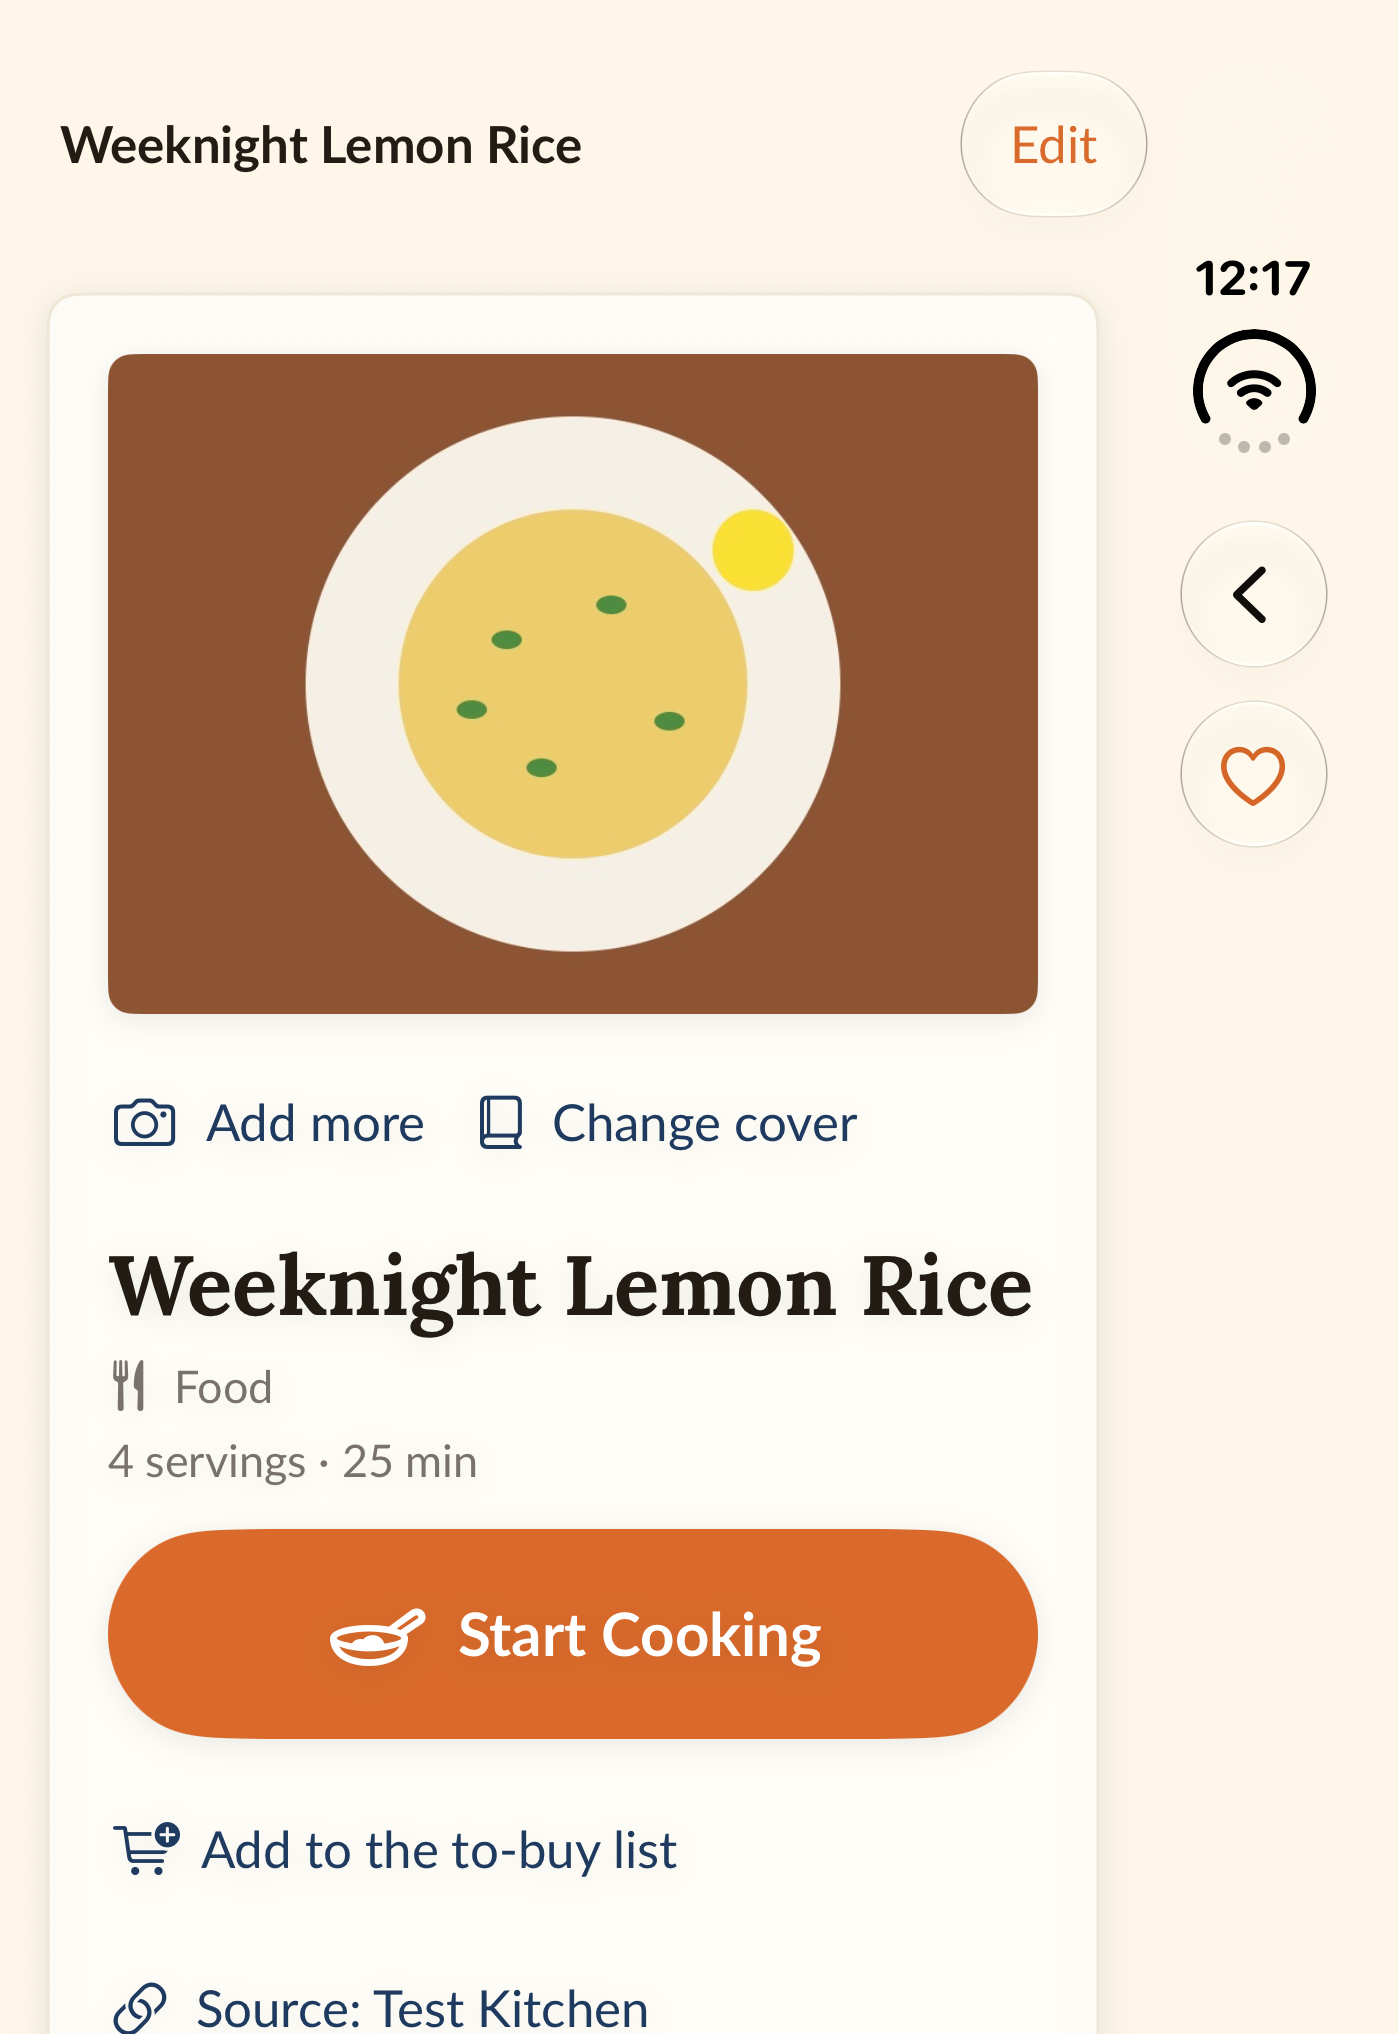 Weeknight Lemon Rice
Edit
12:17
Add more
Change cover
Weeknight Lemon Rice
Food
4 servings · 25 min
Start Cooking
Add to the to-buy list
Source: Test Kitchen